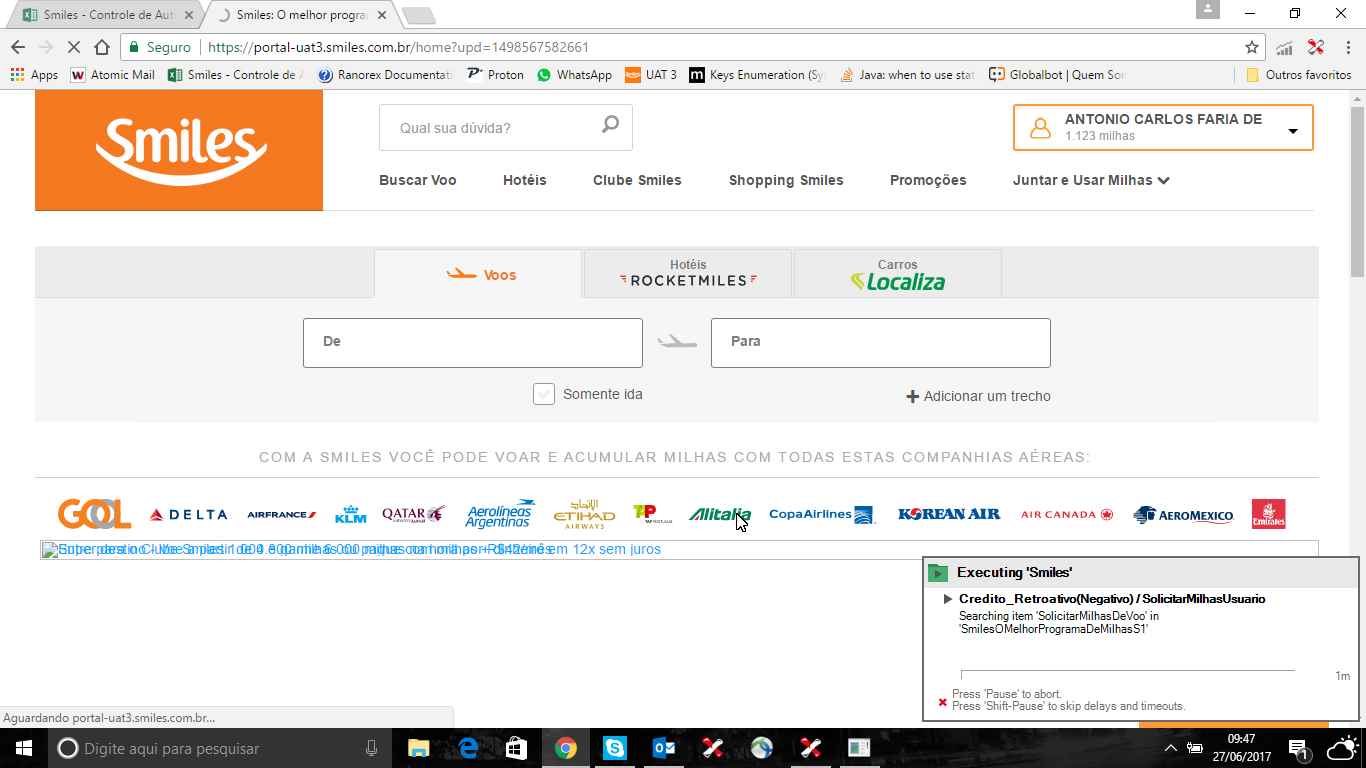 Smiles - Controle de Aut
Smiles: O melhor progra
Seguro
https://portal-uat3.smiles.com.br/home?upd=1498567582661
Apps
Atomic Mail
Smiles - Controle de A
Ranorex Documentati
Proton
WhatsApp
UAT 3
Keys Enumeration (Sy
Java: when to use stat
Globalbot | Quem Som
Outros favoritos
Smiles
Qual sua dúvida?
ANTONIO CARLOS FARIA DE
1.123 milhas
Buscar Voo
Hotéis
Clube Smiles
Shopping Smiles
Promoções
Juntar e Usar Milhas
Voos
Hotéis
ROCKETMILES
Carros
Localiza
De
Para
Somente ida
Adicionar um trecho
COM A SMILES VOCÊ PODE VOAR E ACUMULAR MILHAS COM TODAS ESTAS COMPANHIAS AÉREAS:
GOL
DELTA
AIRFRANCE
KLM
QATAR
Aerolíneas Argentinas
ETIHAD AIRWAYS
TAP
Alitalia
CopaAirlines
KOREAN AIR
AIR CANADA
AEROMEXICO
Emirates
em 12x sem juros
Executing 'Smiles'
Credito_Retroativo(Negativo) / SolicitarMilhasUsuario
Searching item 'SolicitarMilhasDeVoo' in
'SmilesOMelhorProgramaDeMilhasS1'
1m
Press 'Pause' to abort.
Press 'Shift-Pause' to skip delays and timeouts.
Aguardando portal-uat3.smiles.com.br...
Digite aqui para pesquisar
09:47
27/06/2017
1